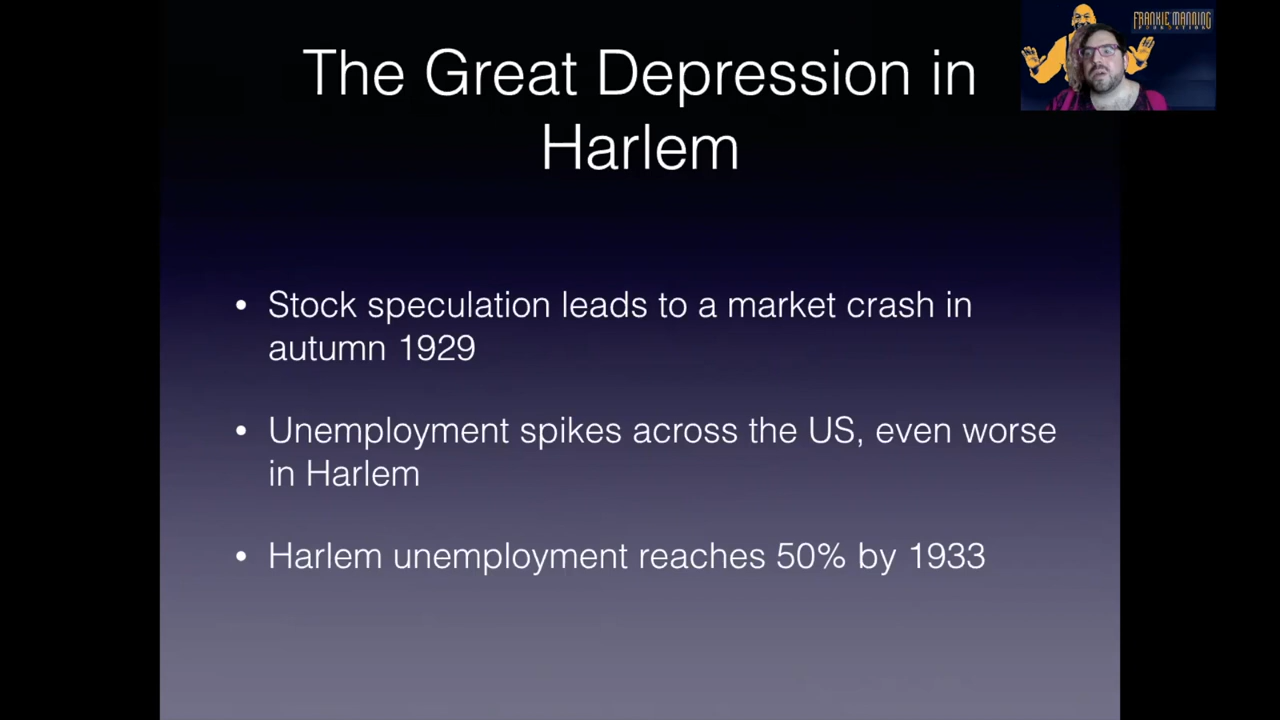 The Great Depression in
Harlem
FRANKIE MANNING
FOUNDATION
• Stock speculation leads to a market crash in
autumn 1929
• Unemployment spikes across the US, even worse
in Harlem
• Harlem unemployment reaches 50% by 1933